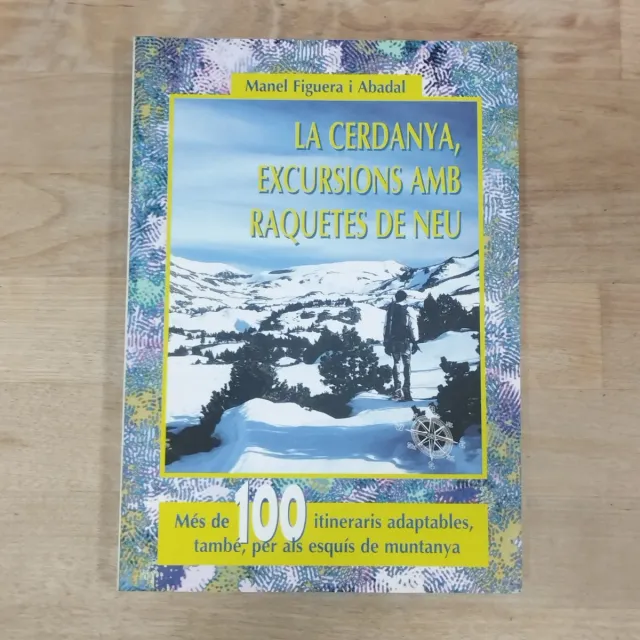 Manel Figuera i Abadal
LA CERDANYA,
EXCURSIONS AMB
RAQUETES DE NEU
Més de 100 itineraris adaptables,
també, per als esquís de muntanya